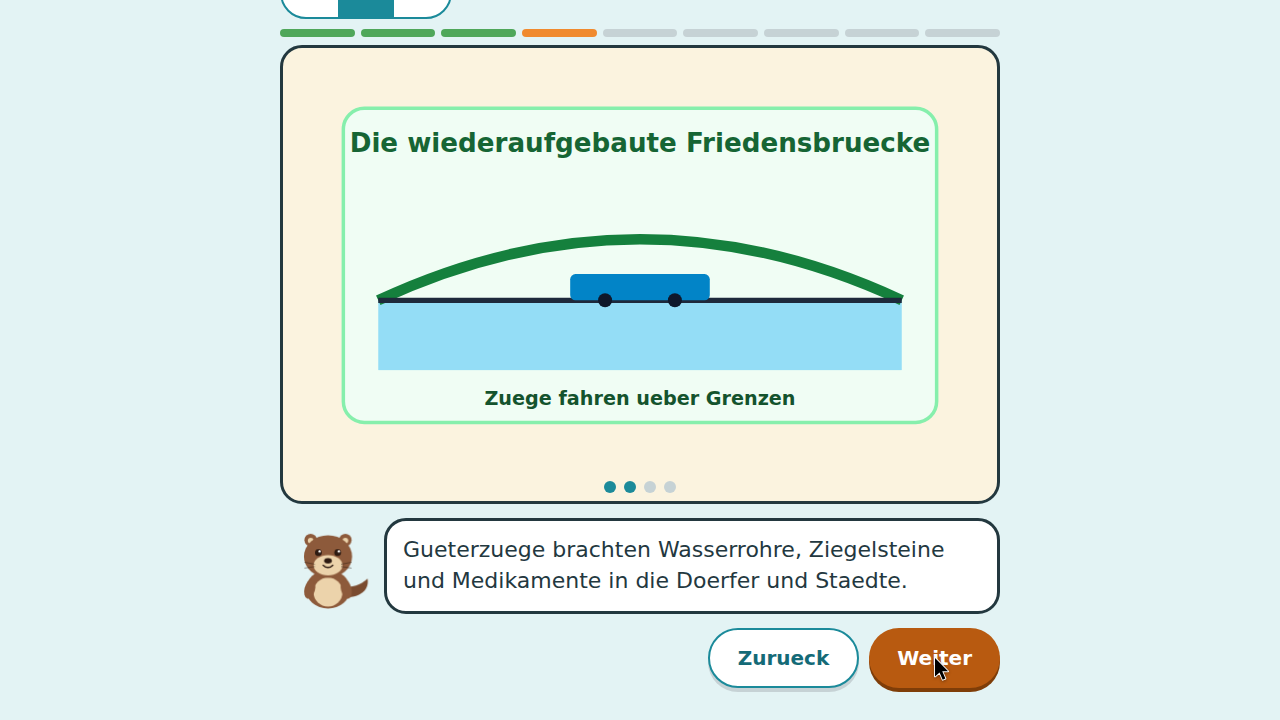 Die wiederaufgebaute Friedensbruecke
Zuege fahren ueber Grenzen
Gueterzuege brachten Wasserrohre, Ziegelsteine
und Medikamente in die Doerfer und Staedte.
Zurueck
Weiter